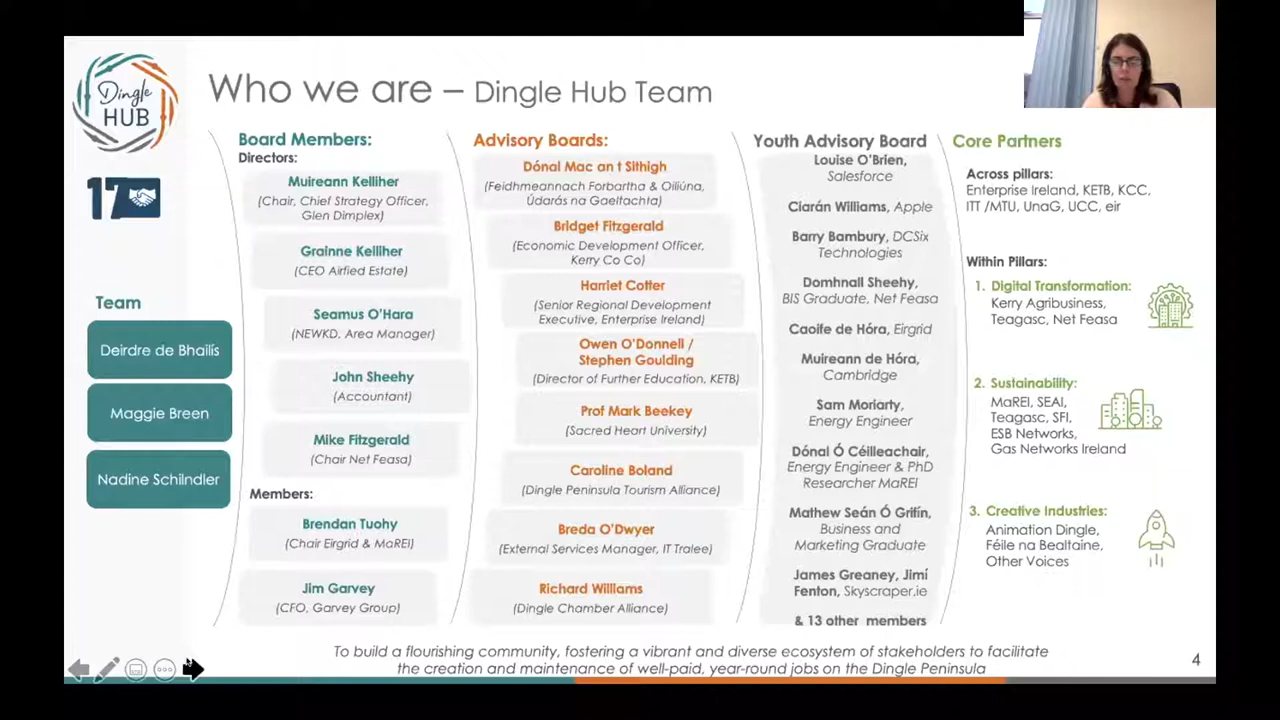 Dingle
HUB
17
Who we are – Dingle Hub Team
Team
Deirdre de Bhailís
Maggie Breen
Nadine Schilndler
Board Members:
Directors:
Muireann Kelliher
(Chair, Chief Strategy Officer,
Glen Dimplex)
Grainne Kelliher
(CEO Airfied Estate)
Seamus O'Hara
(NEWKD, Area Manager)
John Sheehy
(Accountant)
Mike Fitzgerald
(Chair Net Feasa)
Members:
Brendan Tuohy
(Chair Eirgrid & MaREI)
Jim Garvey
(CFO, Garvey Group)
Advisory Boards:
Dónal Mac an t Sithigh
(Feidhmeannach Forbartha & Oiliúna,
Údarás na Gaeltachta)
Bridget Fitzgerald
(Economic Development Officer,
Kerry Co Co)
Harriet Cotter
(Senior Regional Development
Executive, Enterprise Ireland)
Owen O'Donnell /
Stephen Goulding
(Director of Further Education, KETB)
Prof Mark Beekey
(Sacred Heart University)
Caroline Boland
(Dingle Peninsula Tourism Alliance)
Breda O'Dwyer
(External Services Manager, IT Tralee)
Richard Williams
(Dingle Chamber Alliance)
Youth Advisory Board
Louise O'Brien,
Salesforce
Ciarán Williams, Apple
Barry Bambury, DCSix
Technologies
Domhnall Sheehy,
BIS Graduate, Net Feasa
Caoife de Hóra, Eirgrid
Muireann de Hóra,
Cambridge
Sam Moriarty,
Energy Engineer
Dónal Ó Céilleachair,
Energy Engineer & PhD
Researcher MaREI
Mathew Seán Ó Grifín,
Business and
Marketing Graduate
James Greaney, Jimí
Fenton, Skyscraper.ie
& 13 other members
Core Partners
Across pillars:
Enterprise Ireland, KETB, KCC,
ITT /MTU, UnaG, UCC, eir
Within Pillars:
1. Digital Transformation:
Kerry Agribusiness,
Teagasc, Net Feasa
2. Sustainability:
MaREI, SEAI,
Teagasc, SFI,
ESB Networks,
Gas Networks Ireland
3. Creative Industries:
Animation Dingle,
Féile na Bealtaine,
Other Voices
To build a flourishing community, fostering a vibrant and diverse ecosystem of stakeholders to facilitate
the creation and maintenance of well-paid, year-round jobs on the Dingle Peninsula
4